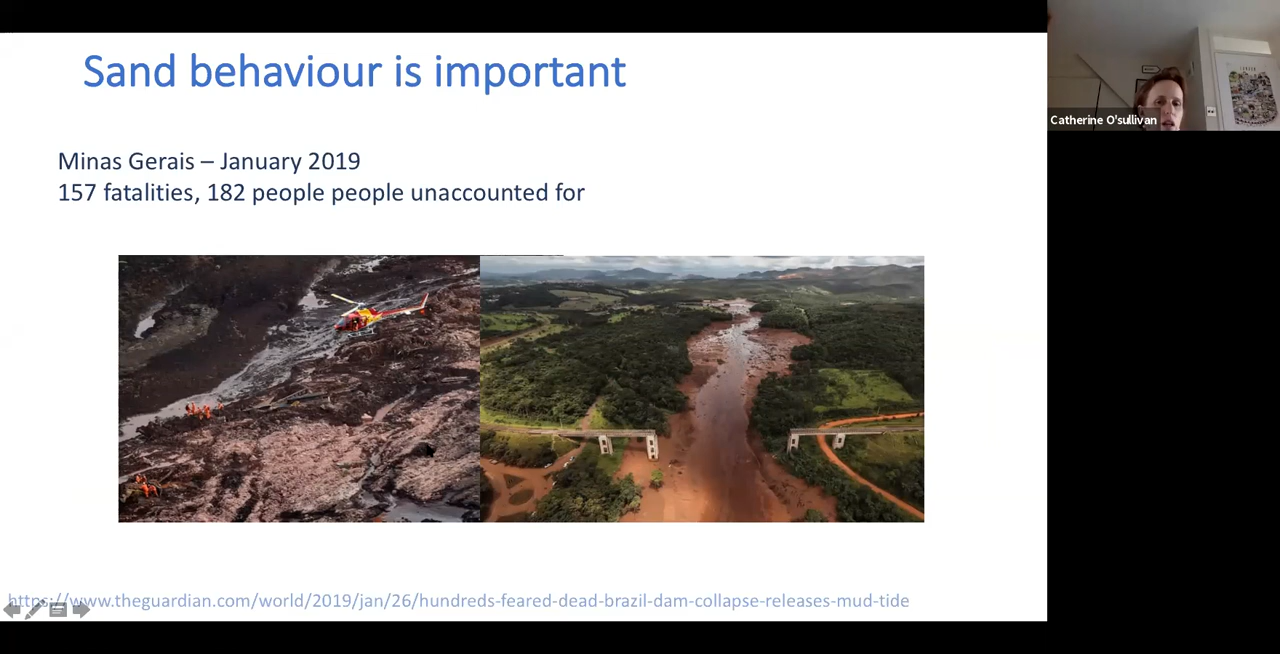 Sand behaviour is important
Catherine O'sullivan
Minas Gerais – January 2019
157 fatalities, 182 people people unaccounted for
https://www.theguardian.com/world/2019/jan/26/hundreds-feared-dead-brazil-dam-collapse-releases-mud-tide